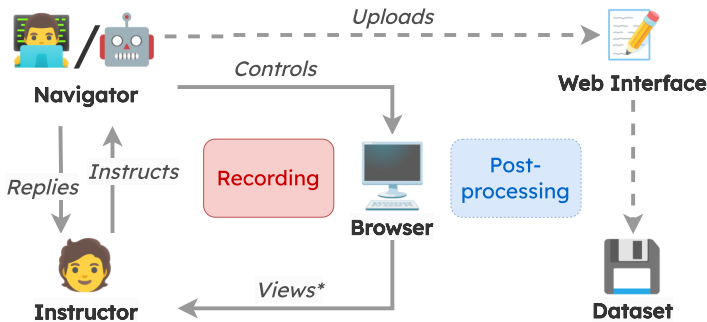 Uploads
/
Web Interface
Navigator
Controls
Replies
Instructs
Recording
Post-
processing
Browser
Views*
Instructor
Dataset